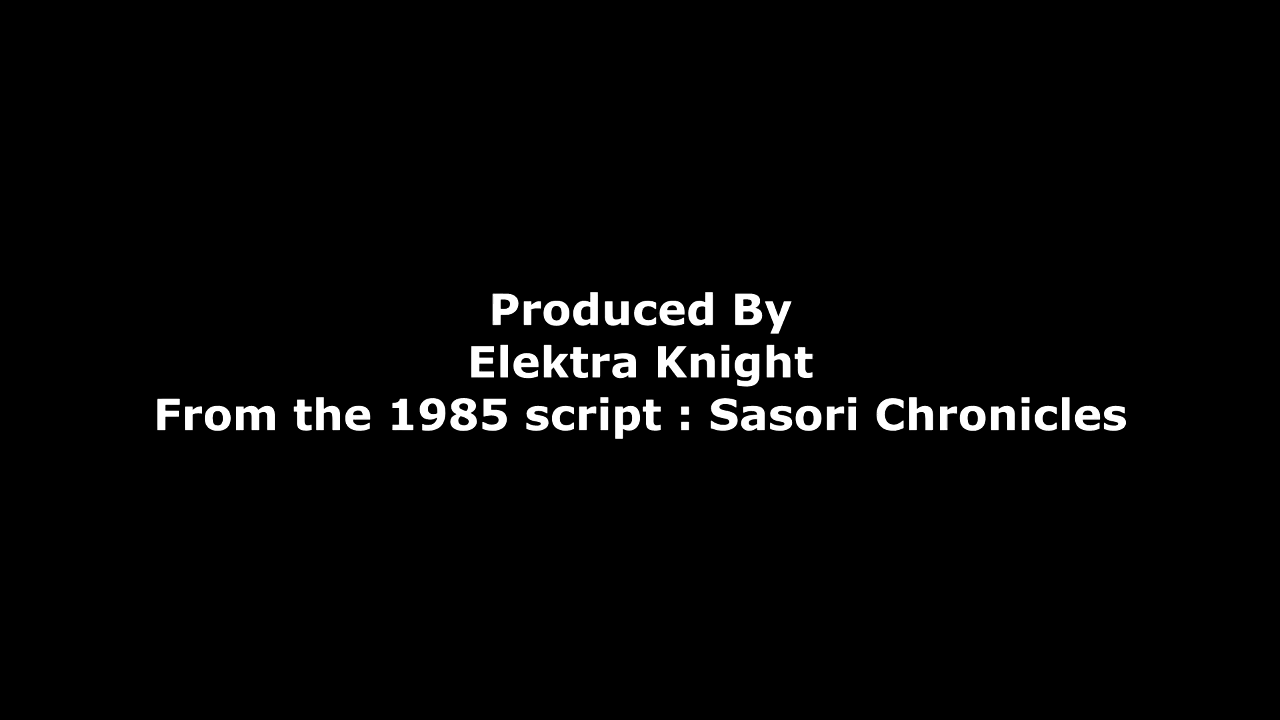 Produced By
Elektra Knight
From the 1985 script : Sasori Chronicles